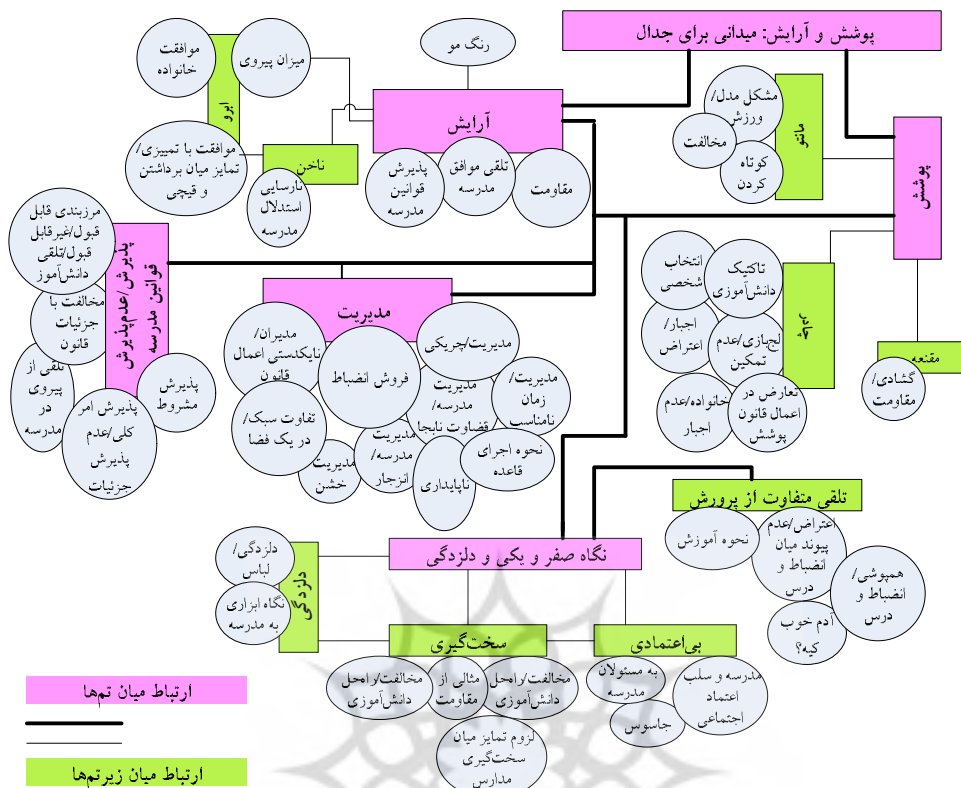 پوشش و آرایش: میدانی برای جدال
رنگ مو
موافقت
خانواده
میزان پیروی
ابرو
آرایش
مشکل مدل/
ورزش
مخالفت
کوتاه
کردن
مانتو
پوشش
موافقت با تمییزی/
تمایز میان برداشتن
و قیچی
ناخن
نارسایی
استدلال
مدرسه
پذیرش
قوانین
مدرسه
تلقی موافق
مدرسه
مقاومت
مرزبندی قابل
قبول/غیرقابل
قبول/تلقی
دانش‌آموز
پذیرش/عدم‌پذیرش
قوانین مدرسه
مخالفت با
جزئیات
قانون
تلقی از
پیروی
در
مدرسه
پذیرش امر
کلی/عدم
پذیرش
جزئیات
پذیرش
مشروط
مدیریت
مدیران/
نایکدستی اعمال
قانون
فروش انضباط
مدیریت/چریکی
مدیریت/
زمان
نامناسب
تفاوت سبک/
در یک فضا
مدیریت
مدرسه/
قضاوت نابجا
مدیریت
خشن
مدیریت
مدرسه/
انزجار
ناپایداری
نحوه اجرای
قاعده
انتخاب
شخصی
تاکتیک
دانش‌آموزی
اجبار/
اعتراض
لج‌بازی/عدم
تمکین
خانواده/عدم
اجبار
تعارض در
اعمال قانون
پوشش
چادر
مقنعه
گشادی/
مقاومت
تلقی متفاوت از پرورش
نحوه آموزش
اعتراض/عدم
پیوند میان
انضباط و
درس
همپوشی/
انضباط و
درس
آدم خوب
کیه؟
نگاه صفر و یکی و دلزدگی
دلزدگی/
لباس
نگاه ابزاری
به مدرسه
دلزدگی
سخت‌گیری
بی‌اعتمادی
مخالفت/راه‌حل
دانش‌آموزی
مثالی از
مقاومت
مخالفت/راه‌حل
دانش‌آموزی
لزوم تمایز میان
سخت‌گیری
مدارس
به مسئولان
مدرسه
جاسوس
مدرسه و سلب
اعتماد
اجتماعی
ارتباط میان تم‌ها
ارتباط میان زیرتم‌ها